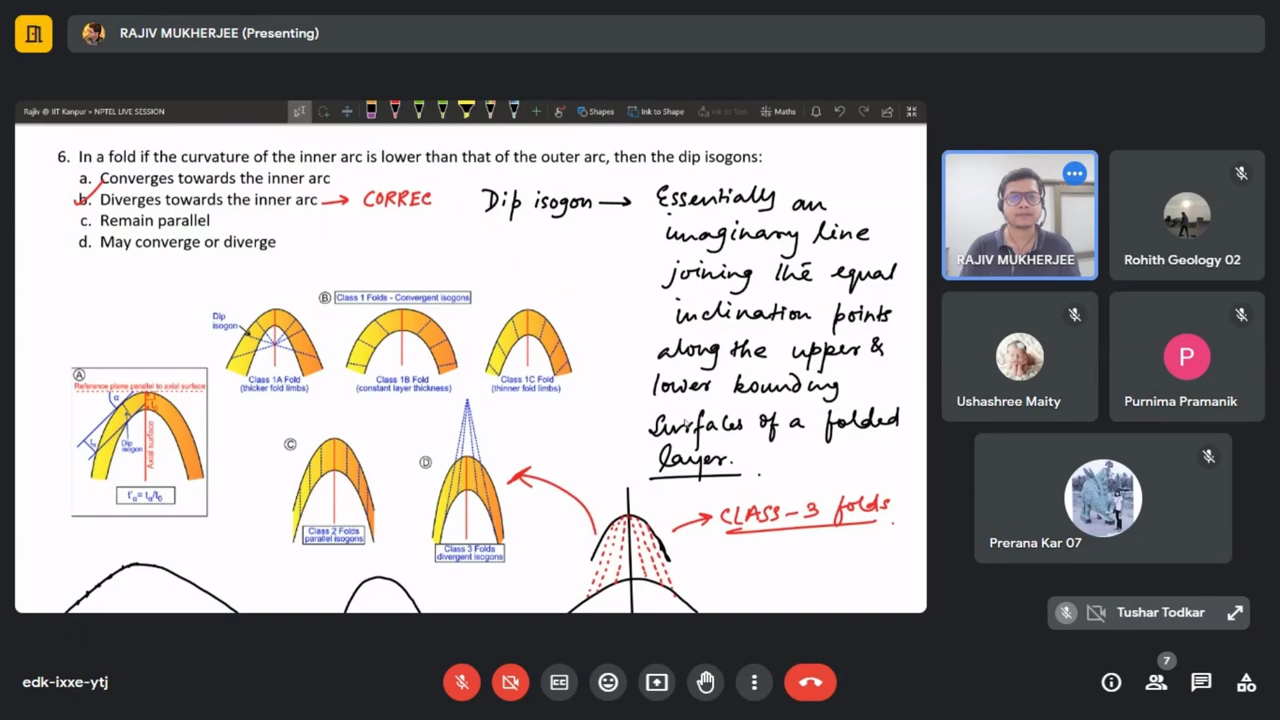 RAJIV MUKHERJEE (Presenting)
Rajiv @ IIT Kanpur » NPTEL LIVE SESSION
Shapes
Ink to Shape
Ink to Text
Maths
6. In a fold if the curvature of the inner arc is lower than that of the outer arc, then the dip isogons:
a. Converges towards the inner arc
b. Diverges towards the inner arc → CORREC
c. Remain parallel
d. May converge or diverge
Dip isogon → Essentially an
imaginary line
joining the equal
inclination points
along the upper &
lower bounding
surfaces of a folded
layer.
B Class 1 Folds - Convergent isogons
Dip
isogon
Class 1A Fold
(thicker fold limbs)
Class 1B Fold
(constant layer thickness)
Class 1C Fold
(thinner fold limbs)
A
Reference plane parallel to axial surface
α
Dip
isogon
Axial surface
t'α = tα/t0
C
Class 2 Folds
parallel isogons
D
Class 3 Folds
divergent isogons
→ CLASS-3 folds.
RAJIV MUKHERJEE
Rohith Geology 02
Ushashree Maity
P
Purnima Pramanik
Prerana Kar 07
Tushar Todkar
edk-ixxe-ytj
7